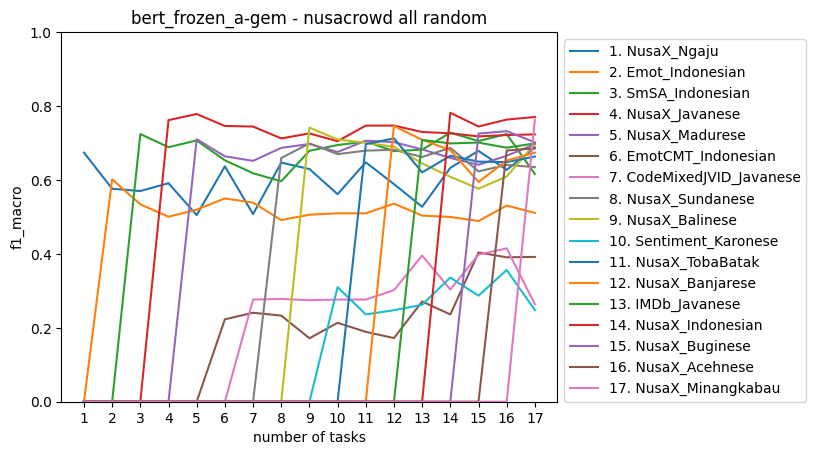 bert_frozen_a-gem - nusacrowd all random
1.0
0.8
0.6
0.4
0.2
0.0
f1_macro
1 2 3 4 5 6 7 8 9 10 11 12 13 14 15 16 17
number of tasks
1. NusaX_Ngaju
2. Emot_Indonesian
3. SmSA_Indonesian
4. NusaX_Javanese
5. NusaX_Madurese
6. EmotCMT_Indonesian
7. CodeMixedJVID_Javanese
8. NusaX_Sundanese
9. NusaX_Balinese
10. Sentiment_Karonese
11. NusaX_TobaBatak
12. NusaX_Banjarese
13. IMDb_Javanese
14. NusaX_Indonesian
15. NusaX_Buginese
16. NusaX_Acehnese
17. NusaX_Minangkabau